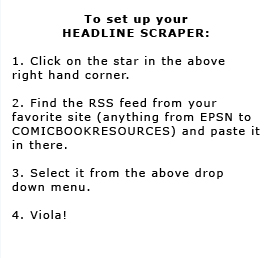 To set up your
HEADLINE SCRAPER:
1. Click on the star in the above
right hand corner.
2. Find the RSS feed from your
favorite site (anything from EPSN to
COMICBOOKRESOURCES) and paste it
in there.
3. Select it from the above drop
down menu.
4. Viola!